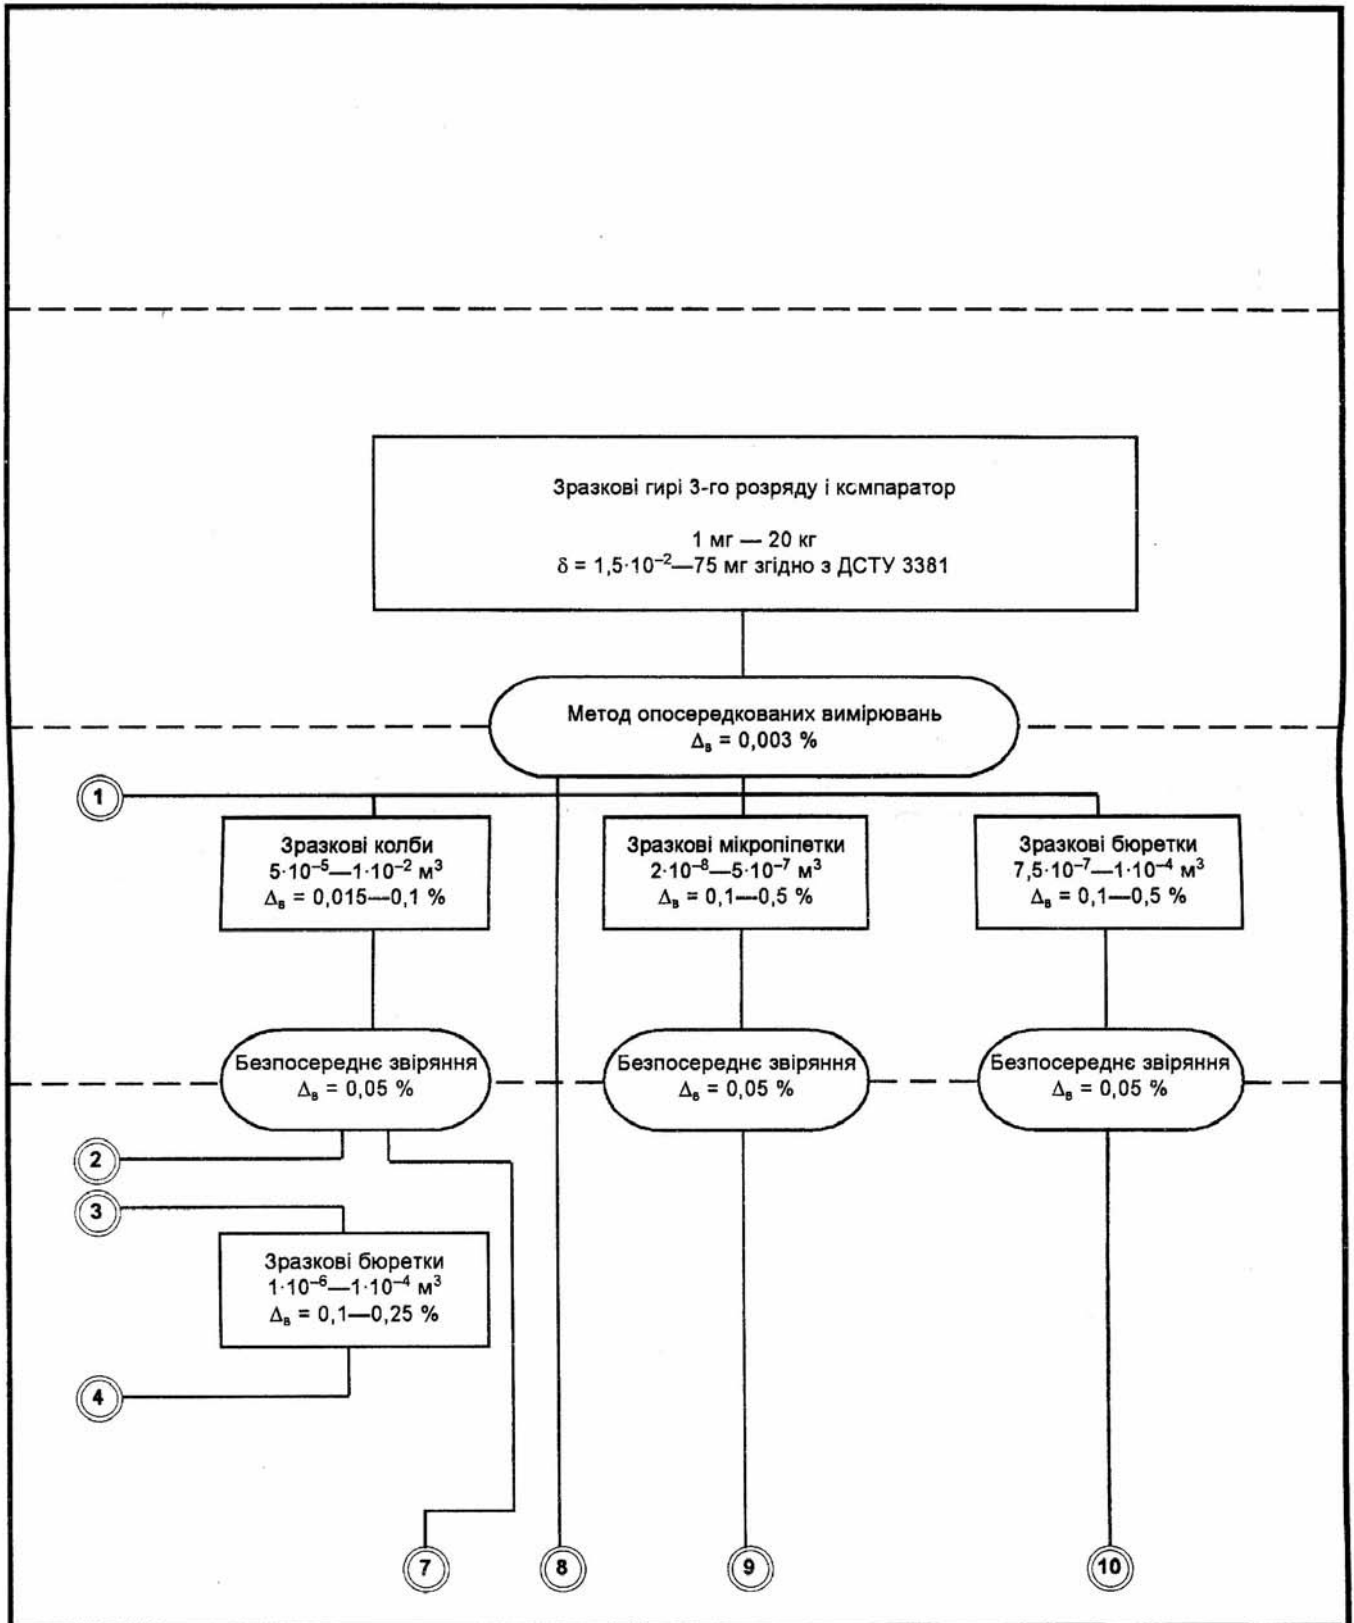 Зразкові гирі 3-го розряду і компаратор
1 мг — 20 кг
δ = 1,5·10⁻²—75 мг згідно з ДСТУ 3381
Метод опосередкованих вимірювань
Δв = 0,003 %
1
Зразкові колби
5·10⁻⁵—1·10⁻² м³
Δв = 0,015—0,1 %
Зразкові мікропіпетки
2·10⁻⁸—5·10⁻⁷ м³
Δв = 0,1—0,5 %
Зразкові бюретки
7,5·10⁻⁷—1·10⁻⁴ м³
Δв = 0,1—0,5 %
Безпосереднє звіряння
Δв = 0,05 %
Безпосереднє звіряння
Δв = 0,05 %
Безпосереднє звіряння
Δв = 0,05 %
2
3
Зразкові бюретки
1·10⁻⁶—1·10⁻⁴ м³
Δв = 0,1—0,25 %
4
7
8
9
10